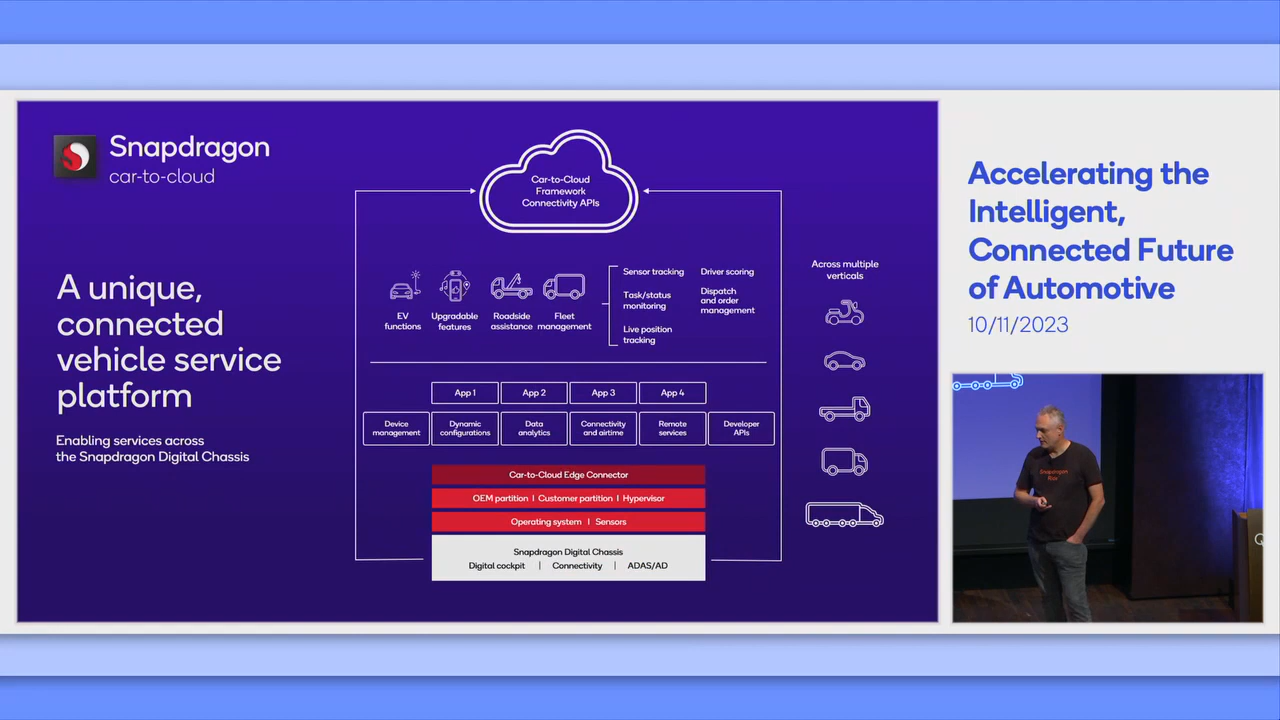 Snapdragon
car-to-cloud
A unique,
connected
vehicle service
platform
Enabling services across
the Snapdragon Digital Chassis
Car-to-Cloud
Framework
Connectivity APIs
EV
functions
Upgradable
features
Roadside
assistance
Fleet
management
Sensor tracking
Task/status
monitoring
Live position
tracking
Driver scoring
Dispatch
and order
management
App 1
App 2
App 3
App 4
Device
management
Dynamic
configurations
Data
analytics
Connectivity
and airtime
Remote
services
Developer
APIs
Car-to-Cloud Edge Connector
OEM partition | Customer partition | Hypervisor
Operating system | Sensors
Snapdragon Digital Chassis
Digital cockpit | Connectivity | ADAS/AD
Across multiple
verticals
Accelerating the
Intelligent,
Connected Future
of Automotive
10/11/2023
Snapdragon
Ride
Q